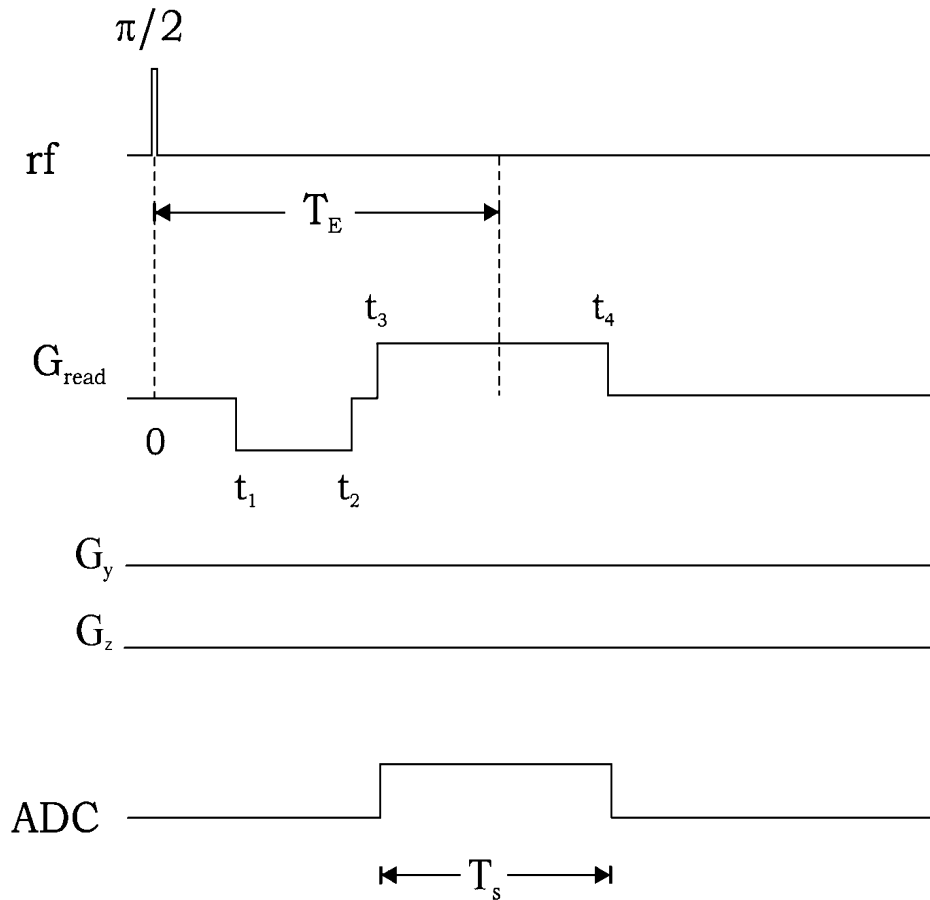 π/2
rf
T_E
t_3 t_4
G_read
0
t_1 t_2
G_y
G_z
ADC
T_s